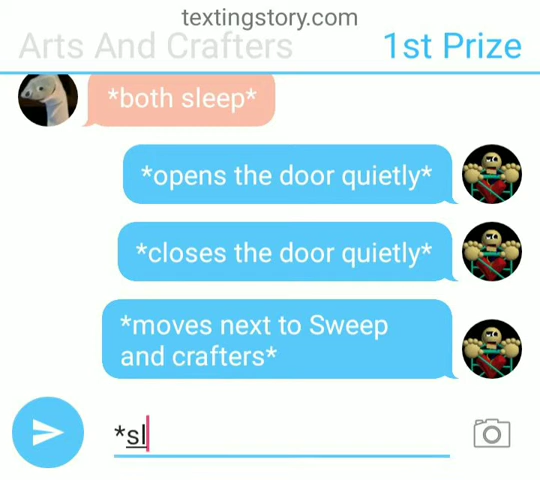 textingstory.com
Arts And Crafters 1st Prize
*both sleep*
*opens the door quietly*
*closes the door quietly*
*moves next to Sweep
and crafters*
*sl